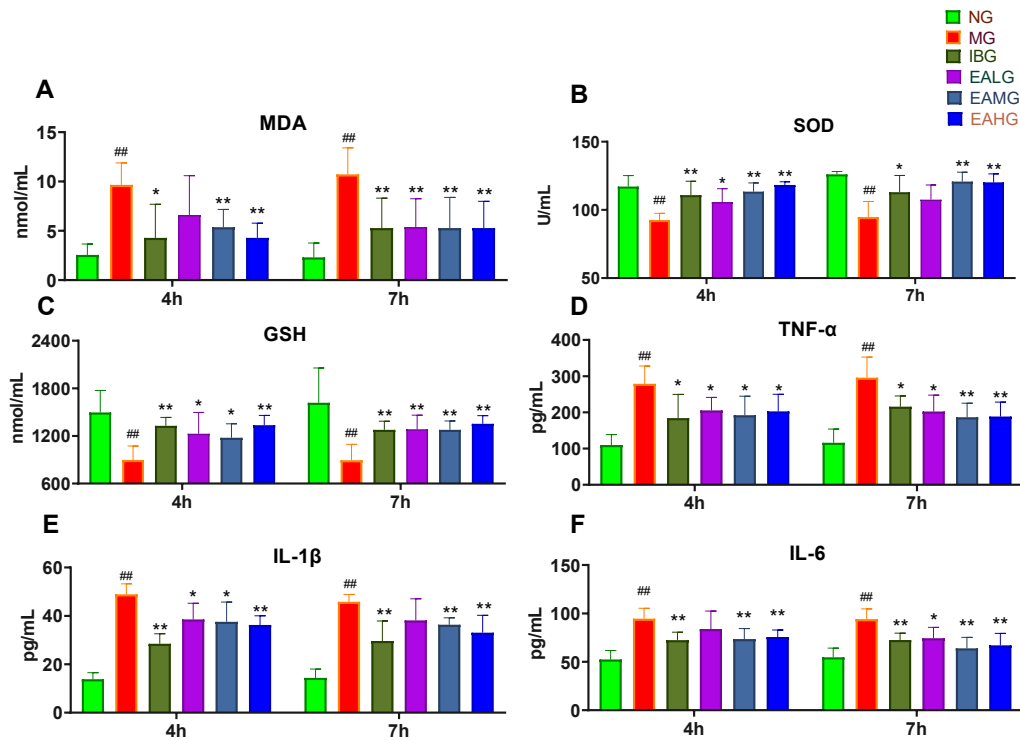 NG
MG
IBG
EALG
EAMG
EAHG
A
MDA
nmol/mL
15
10
5
0
##
*
**
**
##
**
**
**
**
4h
7h
B
SOD
U/mL
150
100
50
##
**
*
**
**
##
*
**
**
4h
7h
C
GSH
nmol/mL
2400
1800
1200
600
##
**
*
*
**
##
**
**
**
**
4h
7h
D
TNF-α
pg/mL
400
300
200
100
0
##
*
*
*
*
##
*
*
**
**
4h
7h
E
IL-1β
pg/mL
60
40
20
0
##
**
*
*
**
##
**
**
**
4h
7h
F
IL-6
pg/mL
150
100
50
0
##
**
**
**
##
**
*
**
**
4h
7h